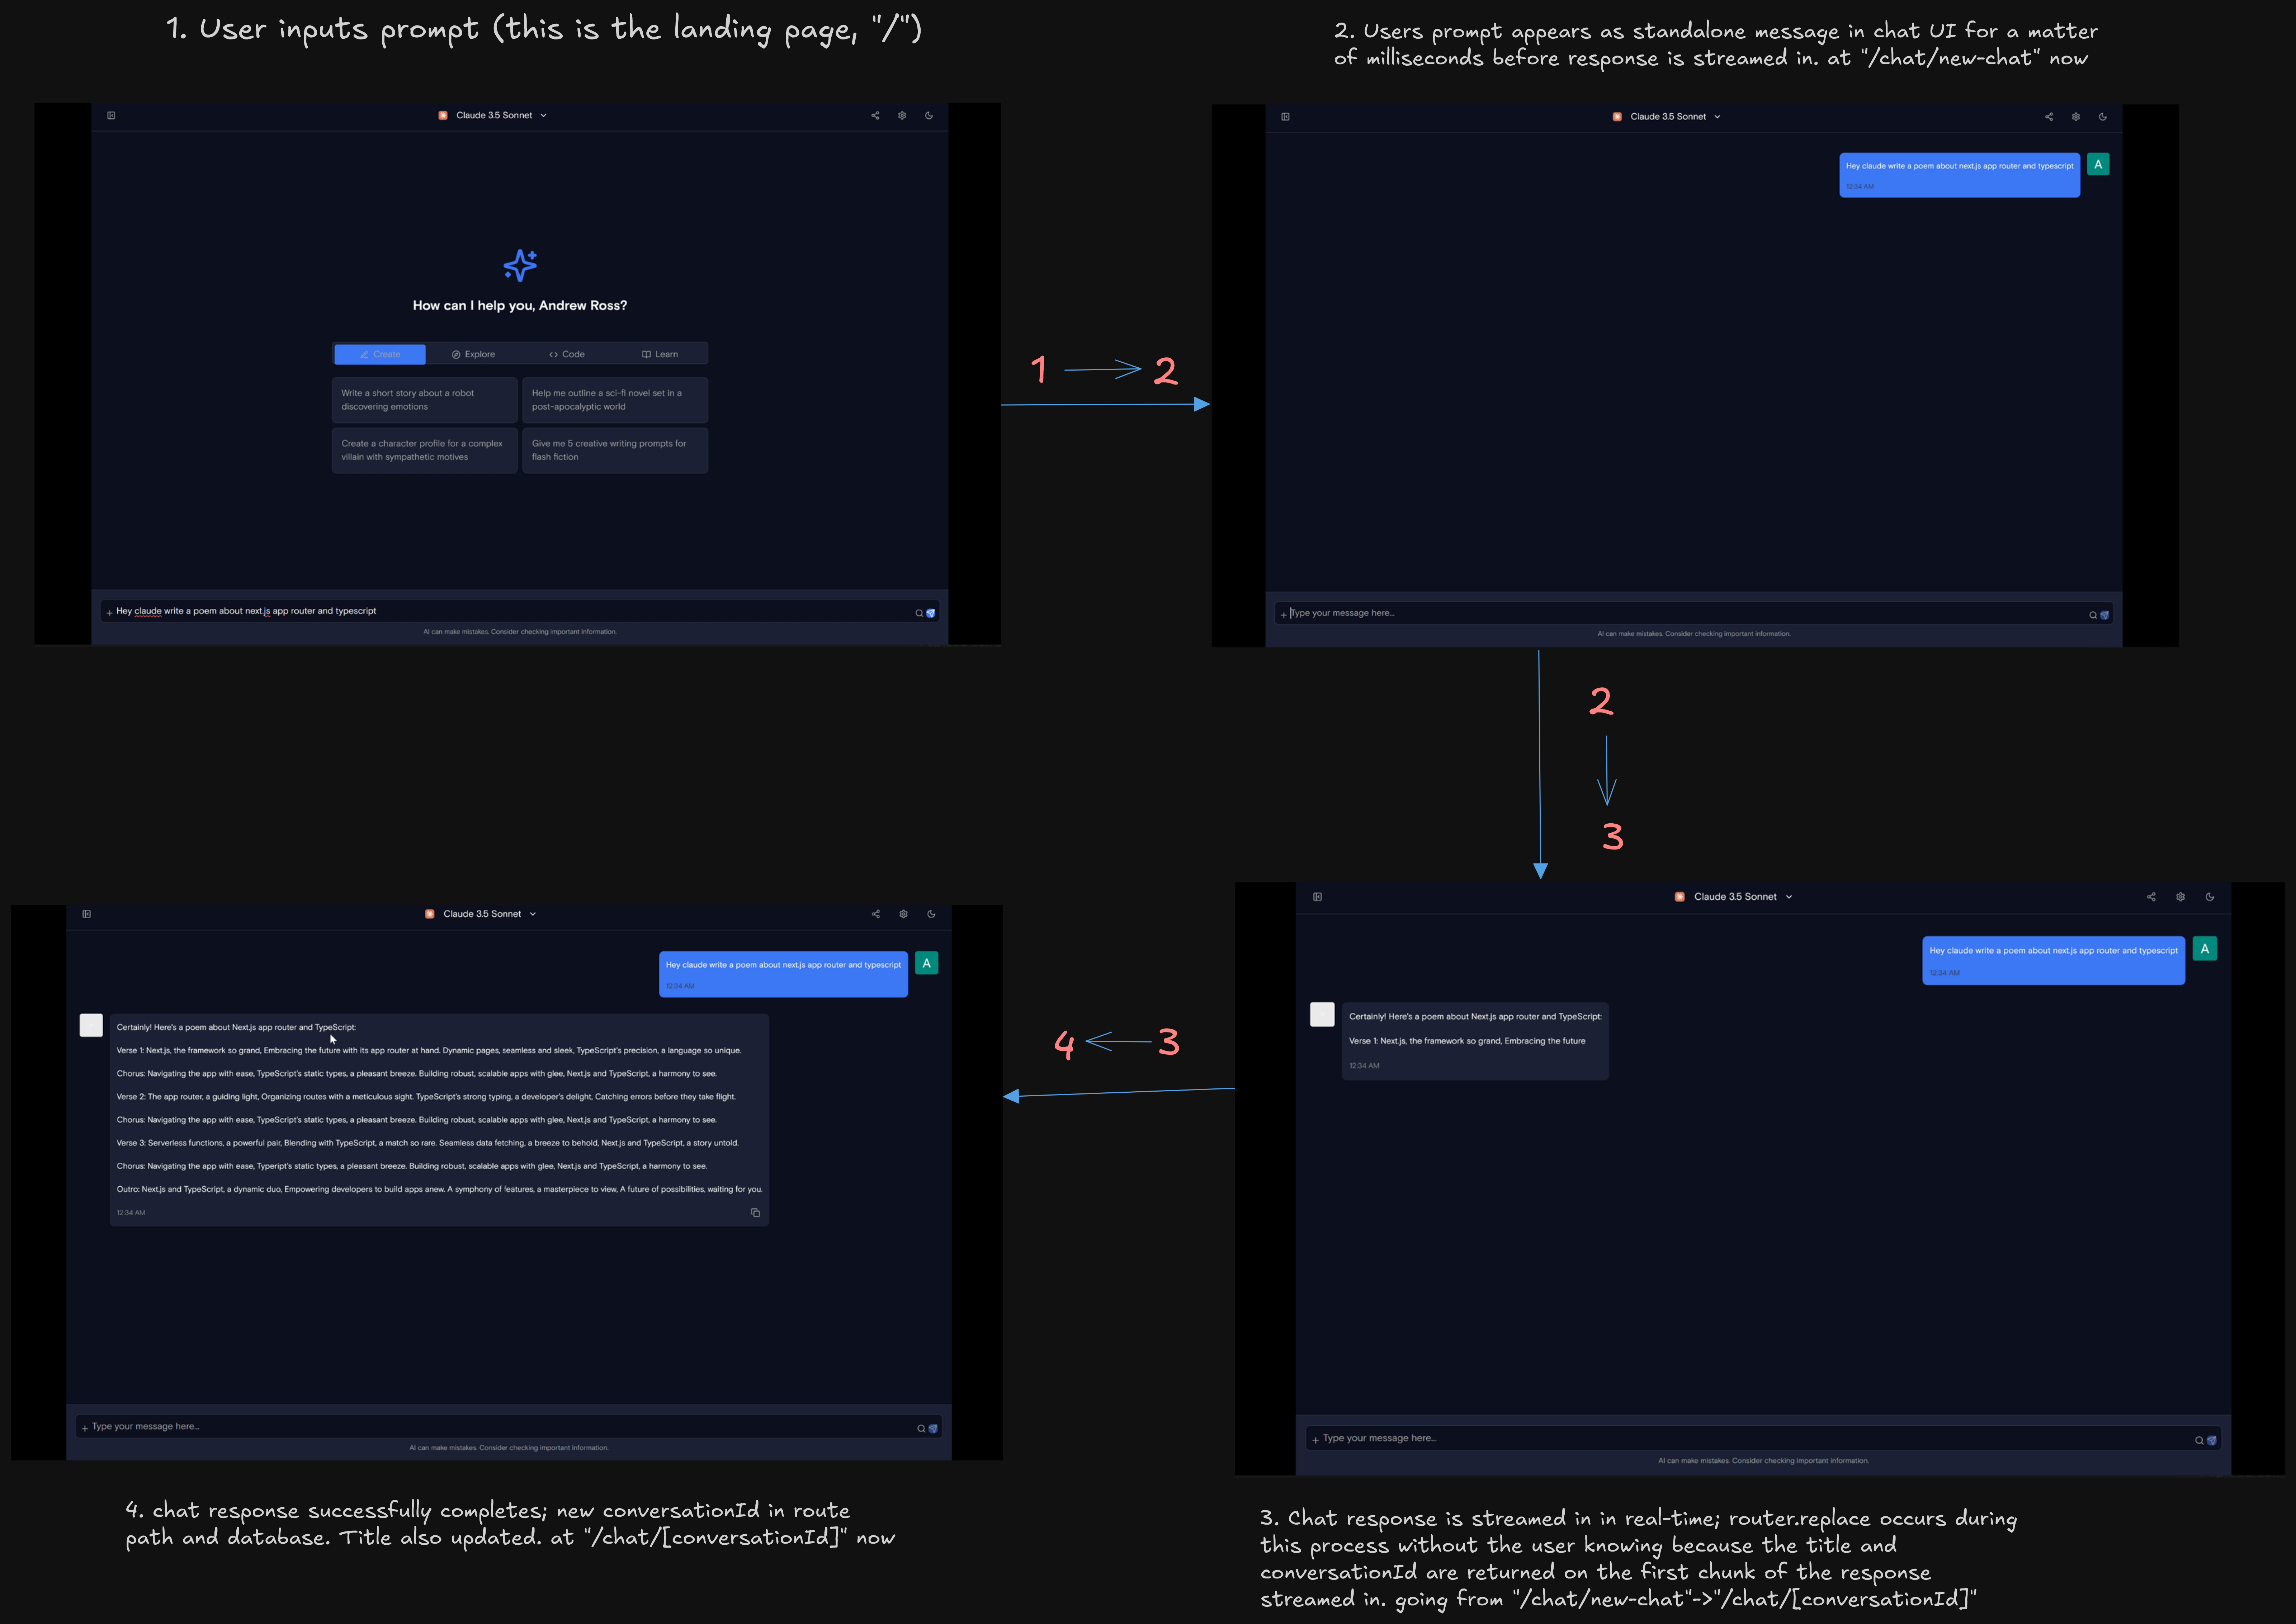 1. User inputs prompt (this is the landing page, "/")
Claude 3.5 Sonnet
How can I help you, Andrew Ross?
Create
Explore
Code
Learn
Write a short story about a robot
discovering emotions
Help me outline a sci-fi novel set in a
post-apocalyptic world
Create a character profile for a complex
villain with sympathetic motives
Give me 5 creative writing prompts for
flash fiction
+ Hey claude write a poem about next.js app router and typescript
AI can make mistakes. Consider checking important information.
1
2
2. Users prompt appears as standalone message in chat UI for a matter
of milliseconds before response is streamed in. at "/chat/new-chat" now
Claude 3.5 Sonnet
Hey claude write a poem about next.js app router and typescript
A
12:34 AM
+ Type your message here...
AI can make mistakes. Consider checking important information.
2
3
Claude 3.5 Sonnet
Hey claude write a poem about next.js app router and typescript
A
12:34 AM
Certainly! Here's a poem about Next.js app router and TypeScript:
Verse 1: Next.js, the framework so grand, Embracing the future
12:34 AM
+ Type your message here...
AI can make mistakes. Consider checking important information.
3. Chat response is streamed in in real-time; router.replace occurs during
this process without the user knowing because the title and
conversationId are returned on the first chunk of the response
streamed in. going from "/chat/new-chat"->"/chat/[conversationId]"
4
3
Claude 3.5 Sonnet
Hey claude write a poem about next.js app router and typescript
A
12:34 AM
Certainly! Here's a poem about Next.js app router and TypeScript:
Verse 1: Next.js, the framework so grand, Embracing the future with its app router at hand. Dynamic pages, seamless and sleek, TypeScript's precision, a language so unique.
Chorus: Navigating the app with ease, TypeScript's static types, a pleasant breeze. Building robust, scalable apps with glee, Next.js and TypeScript, a harmony to see.
Verse 2: The app router, a guiding light, Organizing routes with a meticulous sight. TypeScript's strong typing, a developer's delight, Catching errors before they take flight.
Chorus: Navigating the app with ease, TypeScript's static types, a pleasant breeze. Building robust, scalable apps with glee, Next.js and TypeScript, a harmony to see.
Verse 3: Serverless functions, a powerful pair, Blending with TypeScript, a match so rare. Seamless data fetching, a breeze to behold, Next.js and TypeScript, a story untold.
Chorus: Navigating the app with ease, Typeript's static types, a pleasant breeze. Building robust, scalable apps with glee, Next.js and TypeScript, a harmony to see.
Outro: Next.js and TypeScript, a dynamic duo, Empowering developers to build apps anew. A symphony of features, a masterpiece to view, A future of possibilities, waiting for you.
12:34 AM
+ Type your message here...
AI can make mistakes. Consider checking important information.
4. chat response successfully completes; new conversationId in route
path and database. Title also updated. at "/chat/[conversationId]" now